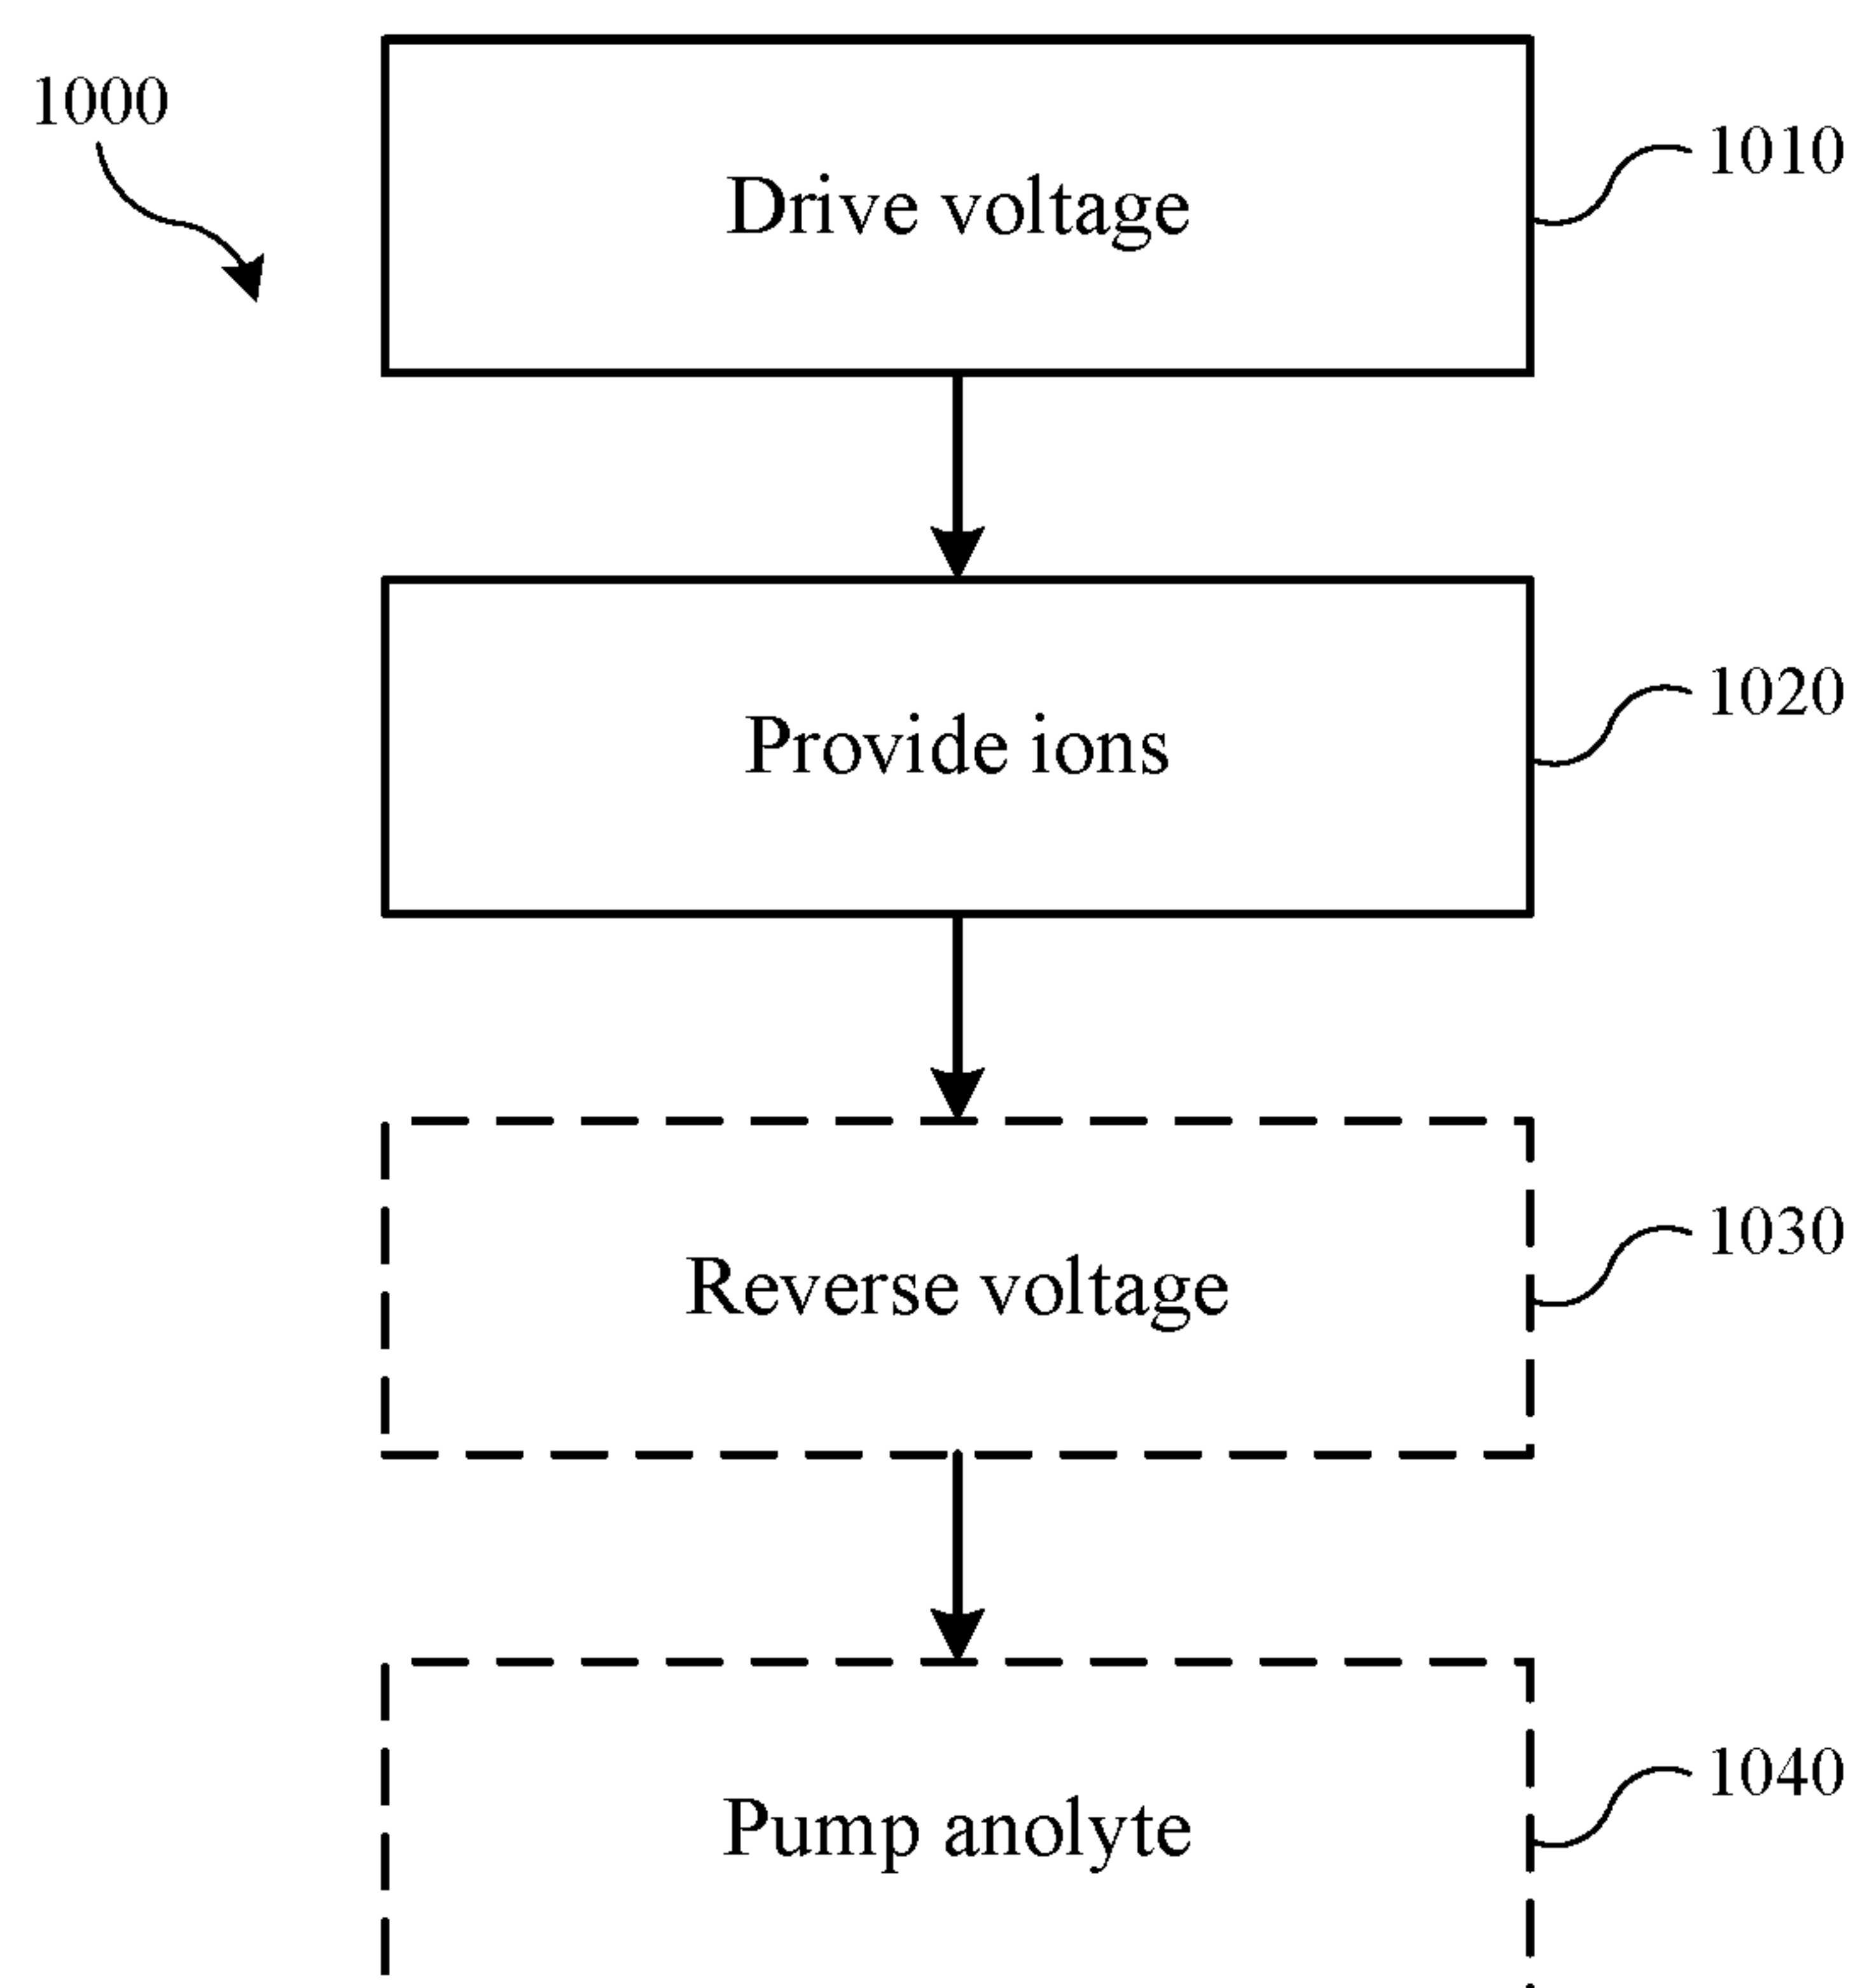 1000
Drive voltage
1010
Provide ions
1020
Reverse voltage
1030
Pump anolyte
1040